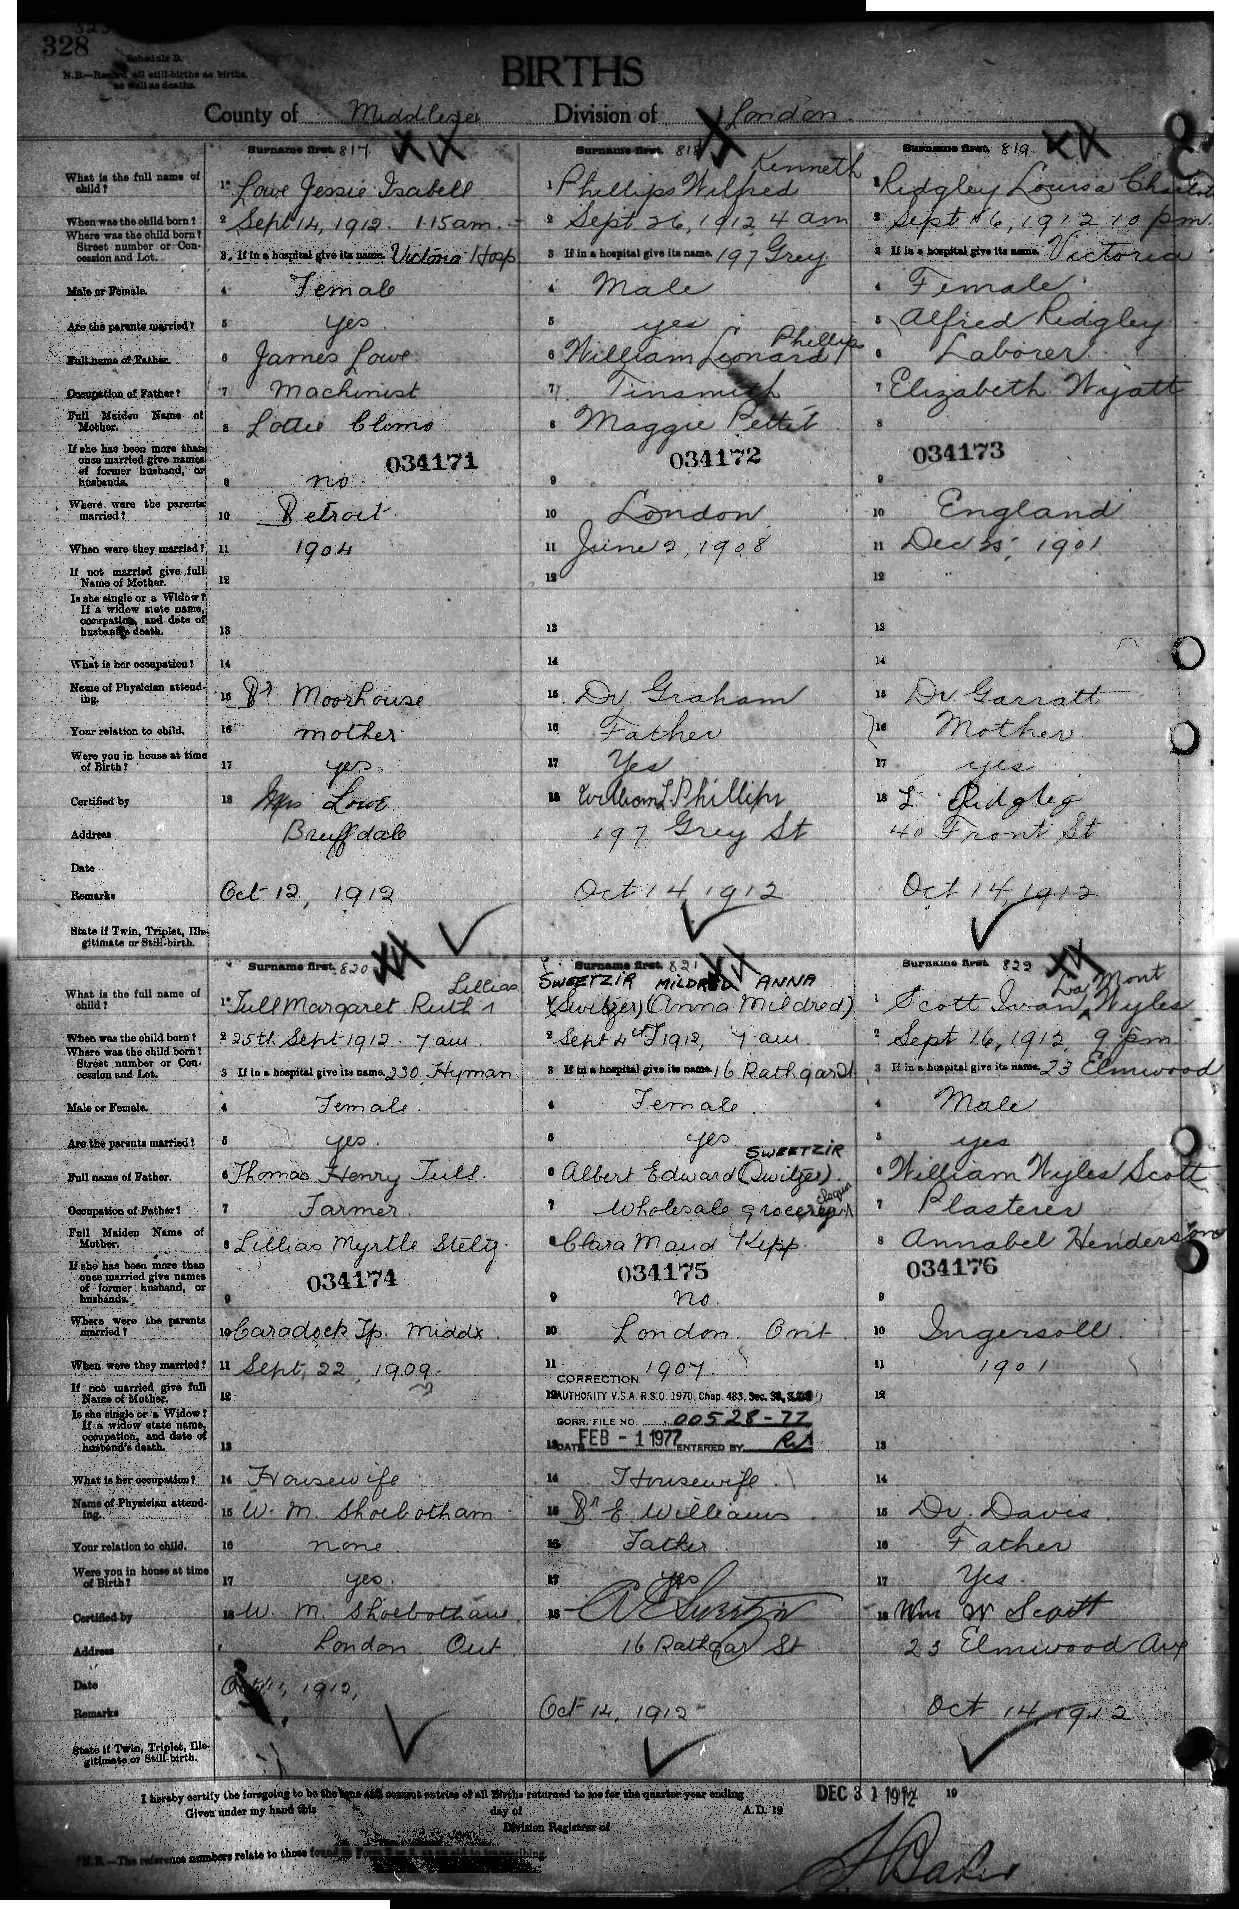 328
Schedule D.
N.B.—Record all still-births as births, as well as deaths.
BIRTHS
County of Middlesex Division of London
Surname first. 817 Surname first. 818 Surname first. 819
Kenneth
What is the full name of child? 1 Lowe Jessie Isabell 1 Phillips Wilfred 1 Ridgley Louisa
When was the child born? 2 Sept 14, 1912. 1.15 am. 2 Sept 26, 1912 4 am 2 Sept 16, 1912 10 pm.
Where was the child born? Street number or Concession and Lot. 3. If in a hospital give its name. Victoria Hosp 3 If in a hospital give its name. 197 Grey 3 If in a hospital give its name. Victoria
Male or Female. 4 Female 4 Male 4 Female
Are the parents married? 5 yes 5 yes 5 Alfred Ridgley
Full name of Father. 6 James Lowe 6 William Leonard Phillips 6 Laborer
Occupation of Father? 7 Machinist 7 Tinsmith 7 Elizabeth Wyatt
Full Maiden Name of Mother. 8 Lottie 8 Maggie Pettit 8
034171 034172 034173
If she has been more than once married give names of former husband, or husbands. 9 no 9 9
Where were the parents married? 10 Detroit 10 London 10 England
When were they married? 11 1904 11 June 2, 1908 11 Dec 25, 1901
If not married give full Name of Mother. 12 12 12
Is she single or a Widow? If a widow state name, occupation, and date of husband's death. 13 13 13
What is her occupation? 14 14 14
Name of Physician attending. 15 Dr Moorhouse 15 Dr Graham 15 Dr Garratt
Your relation to child. 16 mother 16 Father 16 Mother
Were you in house at time of Birth? 17 yes 17 Yes 17 yes
Certified by 18 Mrs Lowe 18 William L Phillips 18 Ridgley
Address Bruffdale 197 Grey St 40 Front St
Date
Remarks Oct 12, 1912 Oct 14, 1912 Oct 14, 1912
State if Twin, Triplet, Illegitimate or Still-birth.
Surname first. 820 Surname first. 821 Surname first. 822
Lillias SWEETZIR MILDRED ANNA La Mont
What is the full name of child? 1 Tull Margaret Ruth 1 (Switzer) (Anna Mildred) 1 Scott Ivan Wyles
When was the child born? 2 25th Sept 1912. 7 am 2 Sept 4th 1912, 7 am 2 Sept 16, 1912 9 pm
Where was the child born? Street number or Concession and Lot. 3 If in a hospital give its name. 230 Hyman 3 If in a hospital give its name. 16 Rathgar St 3 If in a hospital give its name. 23 Elmwood
Male or Female. 4 Female. 4 Female 4 Male
Are the parents married? 5 yes. 5 yes 5 yes
SWEETZIR
Full name of Father. 6 Thomas Henry Tull. 6 Albert Edward (Switzer) 6 William Wyles Scott
Occupation of Father? 7 Farmer. 7 Wholesale grocery 7 Plasterer
Full Maiden Name of Mother. 8 Lillias Myrtle 8 Clara Maud Kipp 8 Annabel Henderson
034174 034175 034176
If she has been more than once married give names of former husband, or husbands. 9 9 no 9
Where were the parents married? 10 Caradock Tp. Middx 10 London Ont 10 Ingersoll
When were they married? 11 Sept, 22, 1909. 11 1907. 11 1901
CORRECTION
If not married give full Name of Mother. 12 12 AUTHORITY V.S.A. R.S.O. 1970, Chap. 483, Sec. 12
CORR. FILE NO. 00528-77
Is she single or a Widow? If a widow state name, occupation, and date of husband's death. 13 13 DATE FEB - 1 1977 ENTERED BY 13
What is her occupation? 14 Housewife 14 Housewife 14
Name of Physician attending. 15 W. M. Shoebotham 15 Dr. E. Williams 15 Dr. Davis
Your relation to child. 16 none 16 Father 16 Father
Were you in house at time of Birth? 17 yes. 17 yes 17 Yes
Certified by 18 W. M. Shoebotham 18 A E Sweetzir 18 Wm W Scott
Address London Ont 16 Rathgar St 23 Elmwood Ave
Date 1912,
Remarks Oct 12, 1912 Oct 14, 1912
State if Twin, Triplet, Illegitimate or Still-birth.
I hereby certify the foregoing to be the true and correct entries of all Births returned to me for the quarter year ending DEC 31 1912 19
Given under my hand this day of A.D. 19
Division Registrar of
N.B.—The reference numbers relate to those found